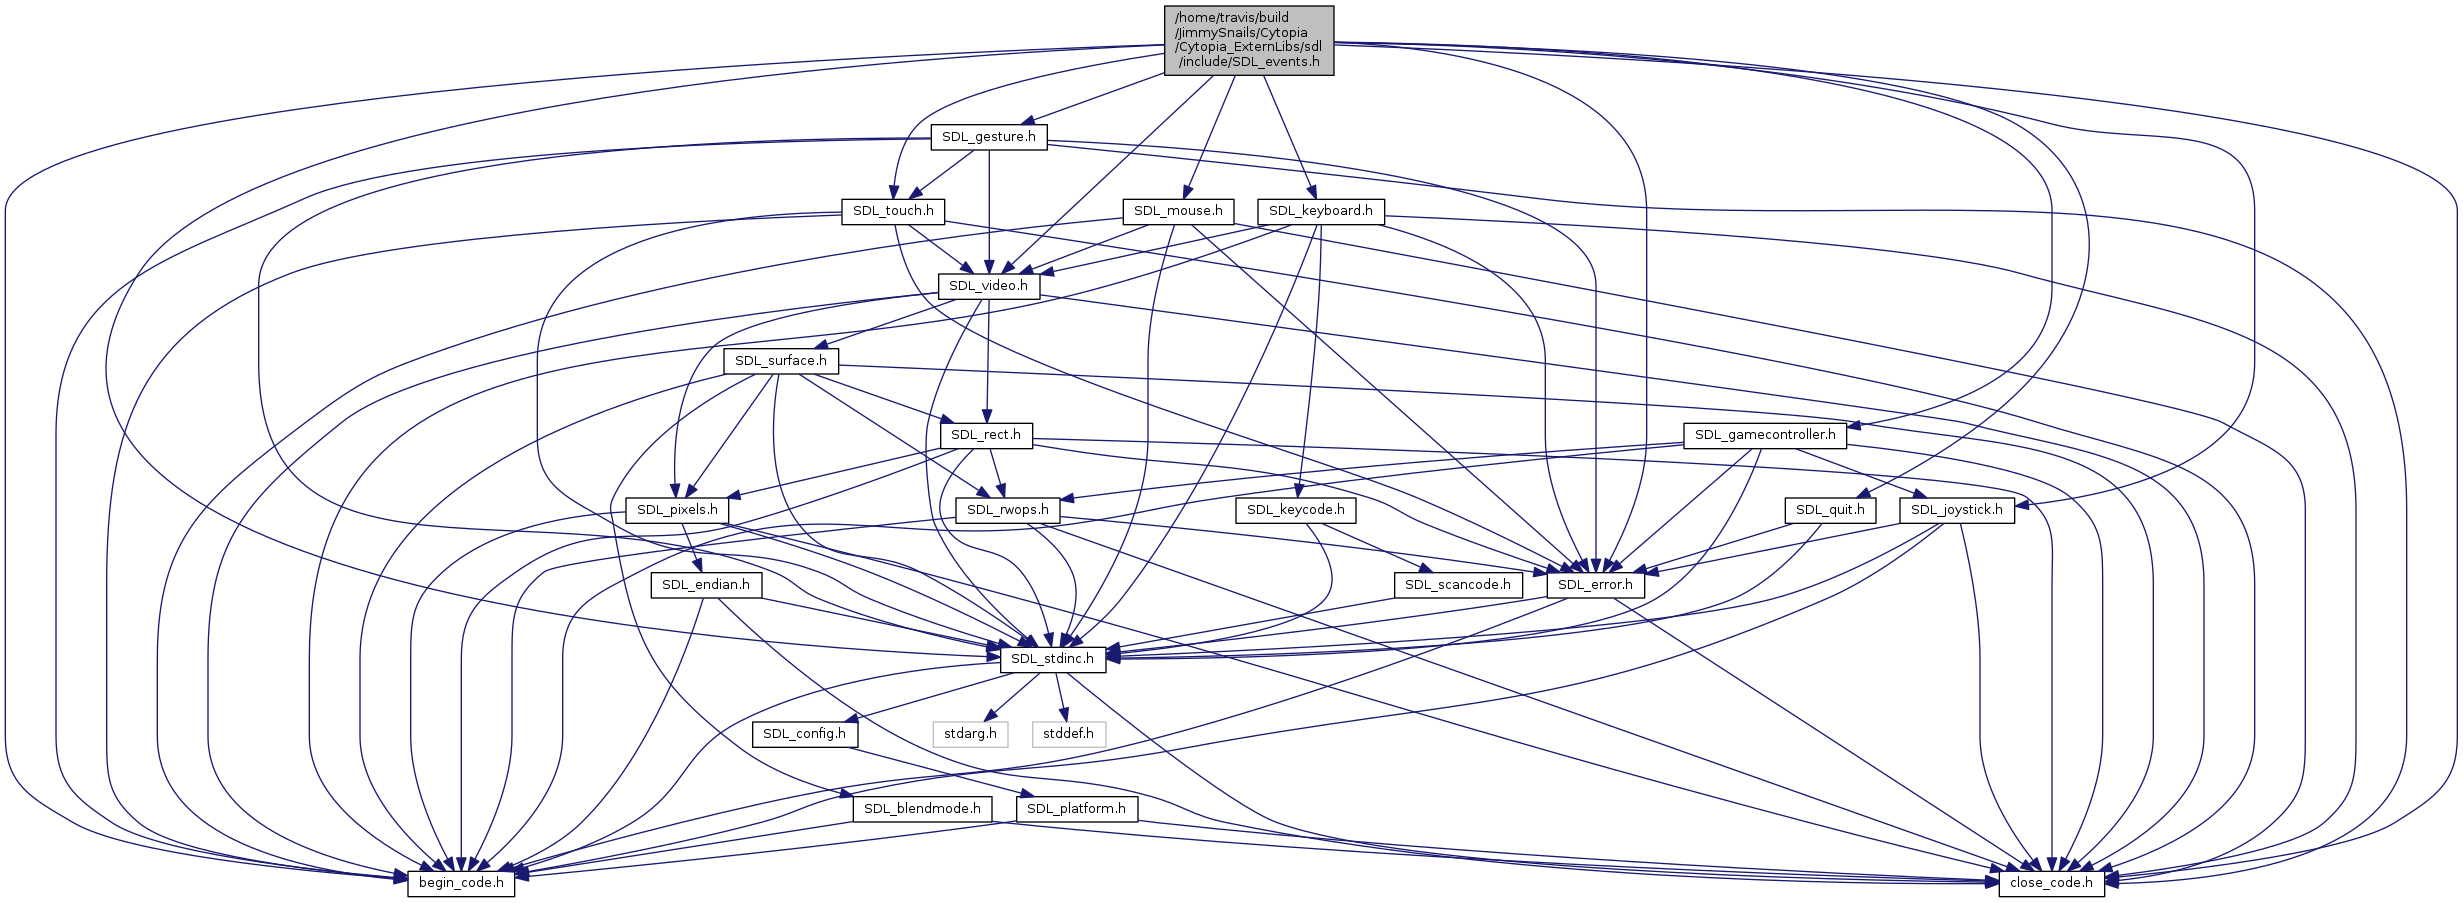 /home/travis/build
/JimmySnails/Cytopia
/Cytopia_ExternLibs/sdl
/include/SDL_events.h
SDL_gesture.h
SDL_touch.h
SDL_mouse.h
SDL_keyboard.h
SDL_video.h
SDL_surface.h
SDL_rect.h
SDL_gamecontroller.h
SDL_pixels.h
SDL_rwops.h
SDL_keycode.h
SDL_quit.h
SDL_joystick.h
SDL_endian.h
SDL_scancode.h
SDL_error.h
SDL_stdinc.h
SDL_config.h
stdarg.h
stddef.h
SDL_blendmode.h
SDL_platform.h
begin_code.h
close_code.h